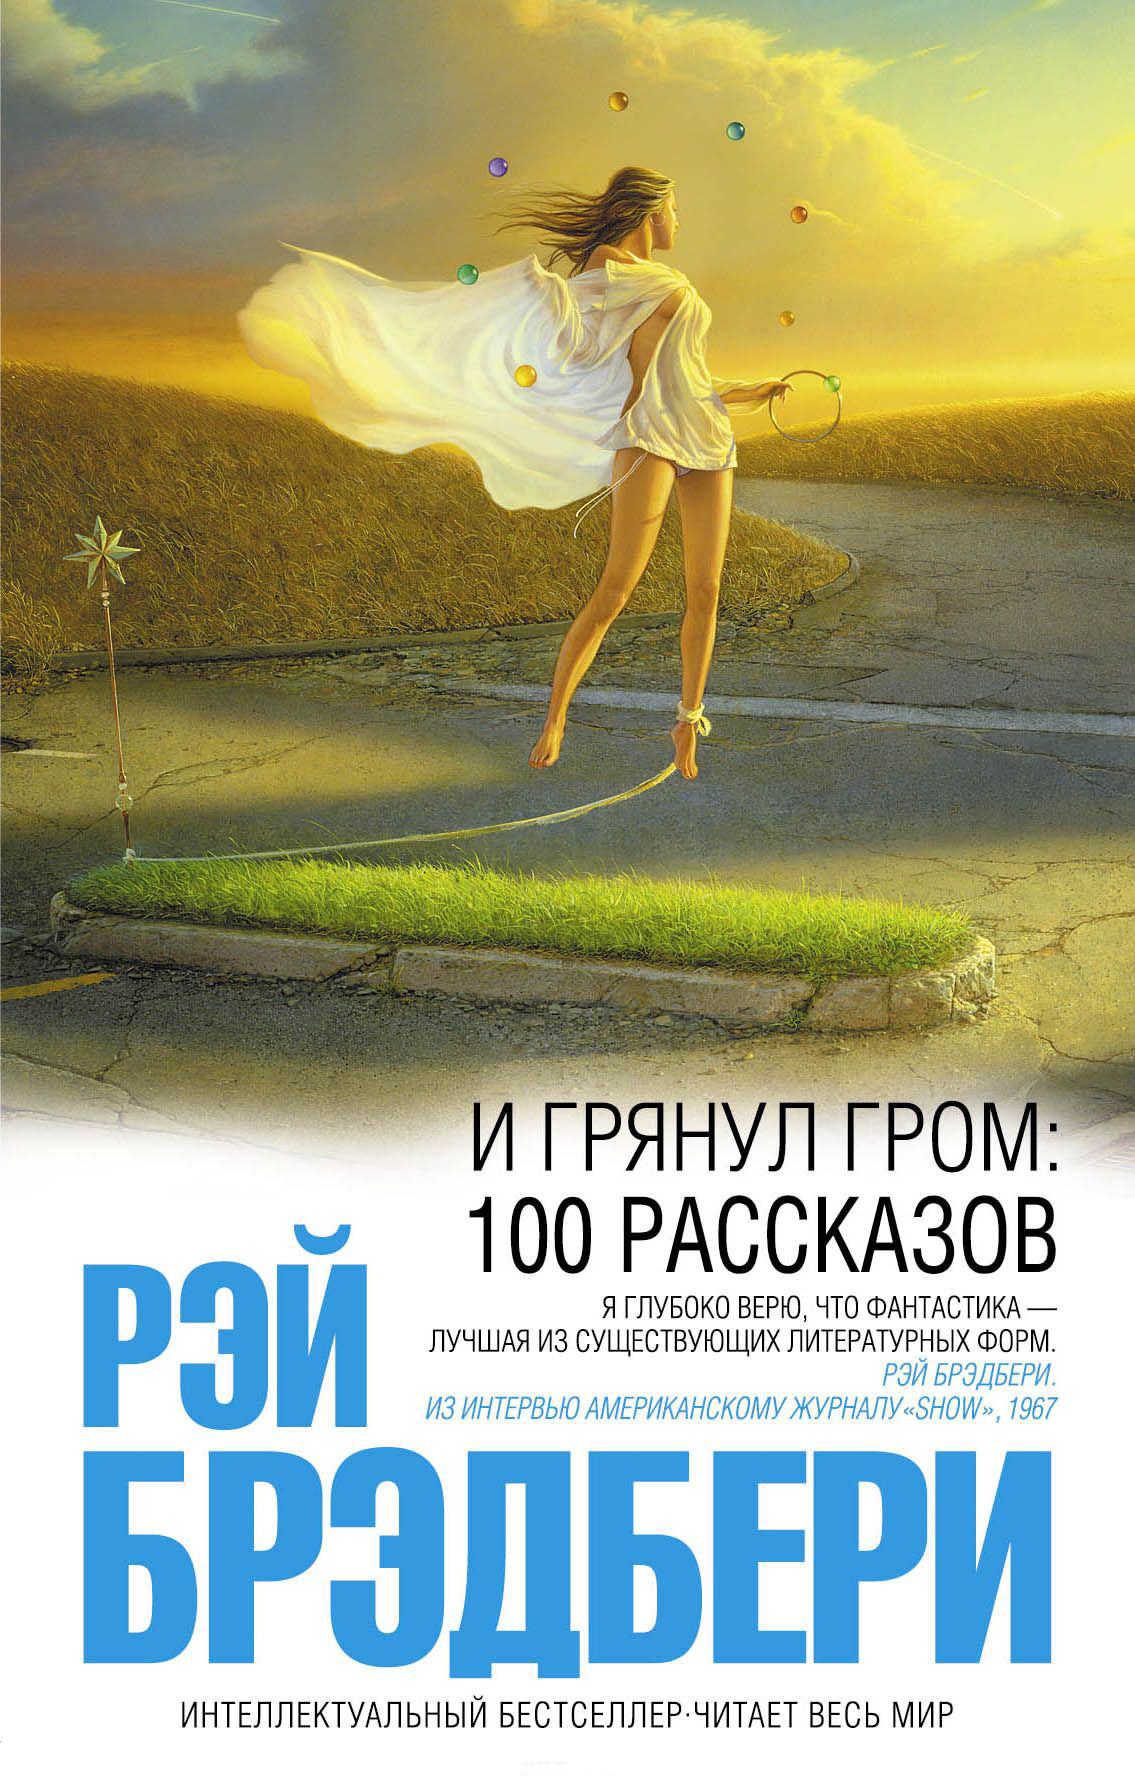 И ГРЯНУЛ ГРОМ:
100 РАССКАЗОВ
Я ГЛУБОКО ВЕРЮ, ЧТО ФАНТАСТИКА —
ЛУЧШАЯ ИЗ СУЩЕСТВУЮЩИХ ЛИТЕРАТУРНЫХ ФОРМ.
РЭЙ БРЭДБЕРИ.
ИЗ ИНТЕРВЬЮ АМЕРИКАНСКОМУ ЖУРНАЛУ «SHOW», 1967
РЭЙ
БРЭДБЕРИ
ИНТЕЛЛЕКТУАЛЬНЫЙ БЕСТСЕЛЛЕР·ЧИТАЕТ ВЕСЬ МИР